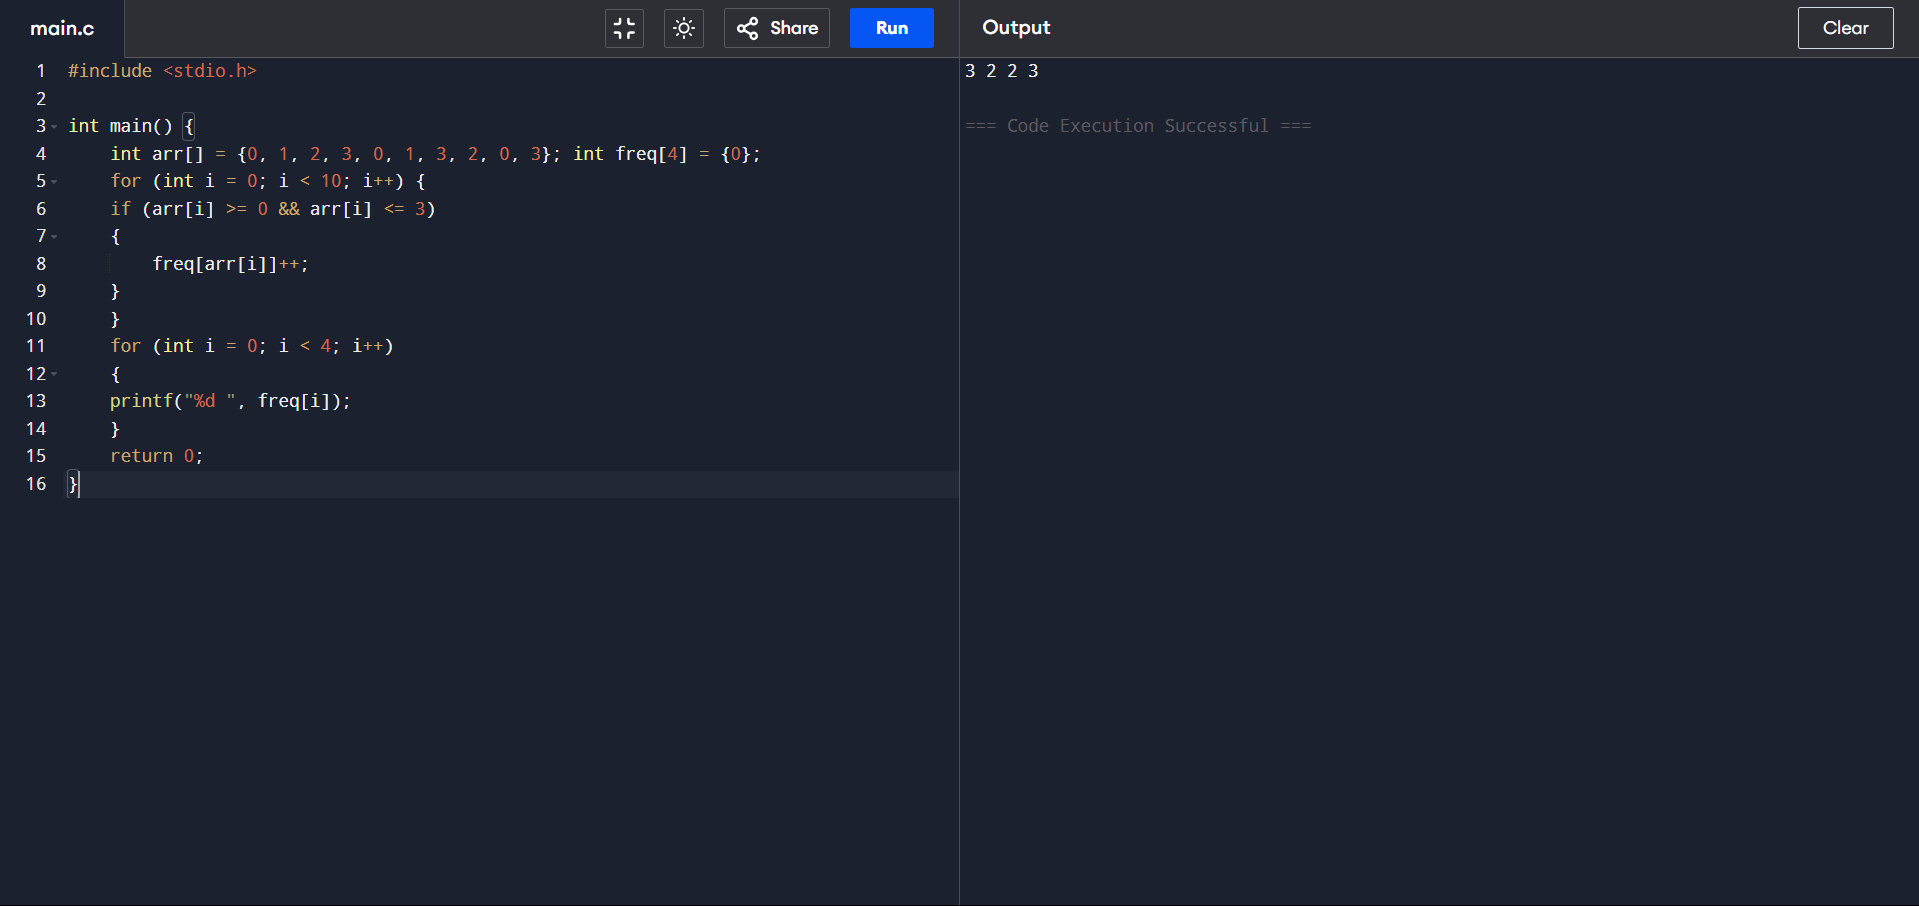 main.c
Share
Run
Output
Clear
1 #include <stdio.h>
2
3 int main() {
4     int arr[] = {0, 1, 2, 3, 0, 1, 3, 2, 0, 3}; int freq[4] = {0};
5     for (int i = 0; i < 10; i++) {
6     if (arr[i] >= 0 && arr[i] <= 3)
7     {
8         freq[arr[i]]++;
9     }
10     }
11     for (int i = 0; i < 4; i++)
12     {
13     printf("%d ", freq[i]);
14     }
15     return 0;
16 }
3 2 2 3
=== Code Execution Successful ===